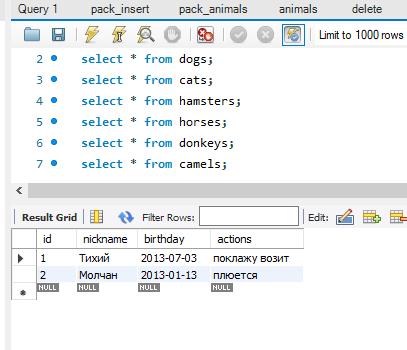 Query 1 pack_insert pack_animals animals delete
Limit to 1000 rows
2 select * from dogs;
3 select * from cats;
4 select * from hamsters;
5 select * from horses;
6 select * from donkeys;
7 select * from camels;
Result Grid Filter Rows: Edit:
id nickname birthday actions
1 Тихий 2013-07-03 поклажу возит
2 Молчан 2013-01-13 плюется
NULL NULL NULL NULL